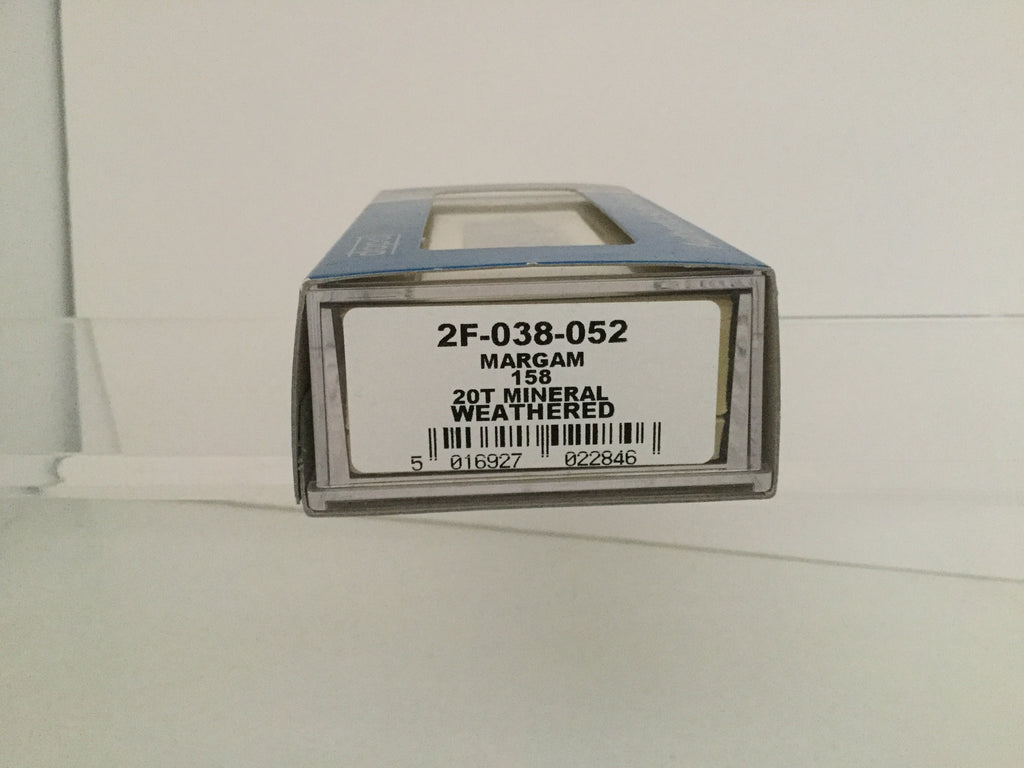 2F-038-052
MARGAM
158
20T MINERAL
WEATHERED
5 016927 022846